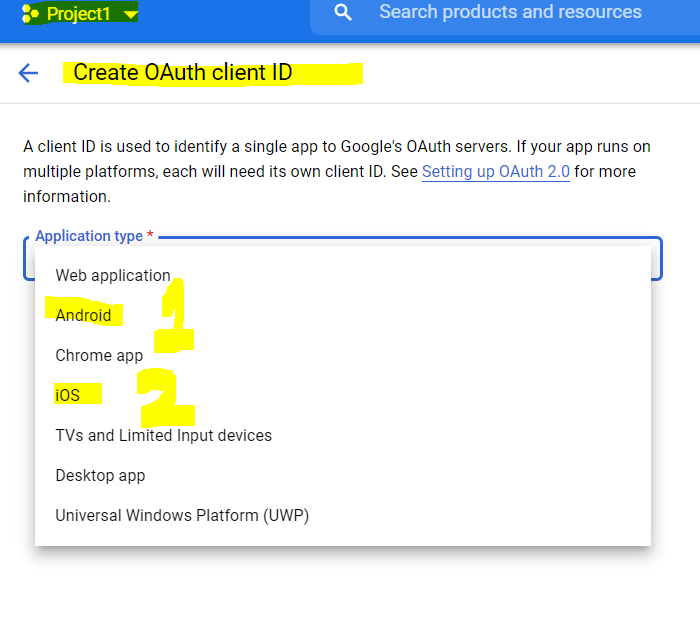 Project1
Search products and resources
Create OAuth client ID
A client ID is used to identify a single app to Google's OAuth servers. If your app runs on
multiple platforms, each will need its own client ID. See Setting up OAuth 2.0 for more
information.
Application type *
Web application
Android 1
Chrome app
iOS 2
TVs and Limited Input devices
Desktop app
Universal Windows Platform (UWP)